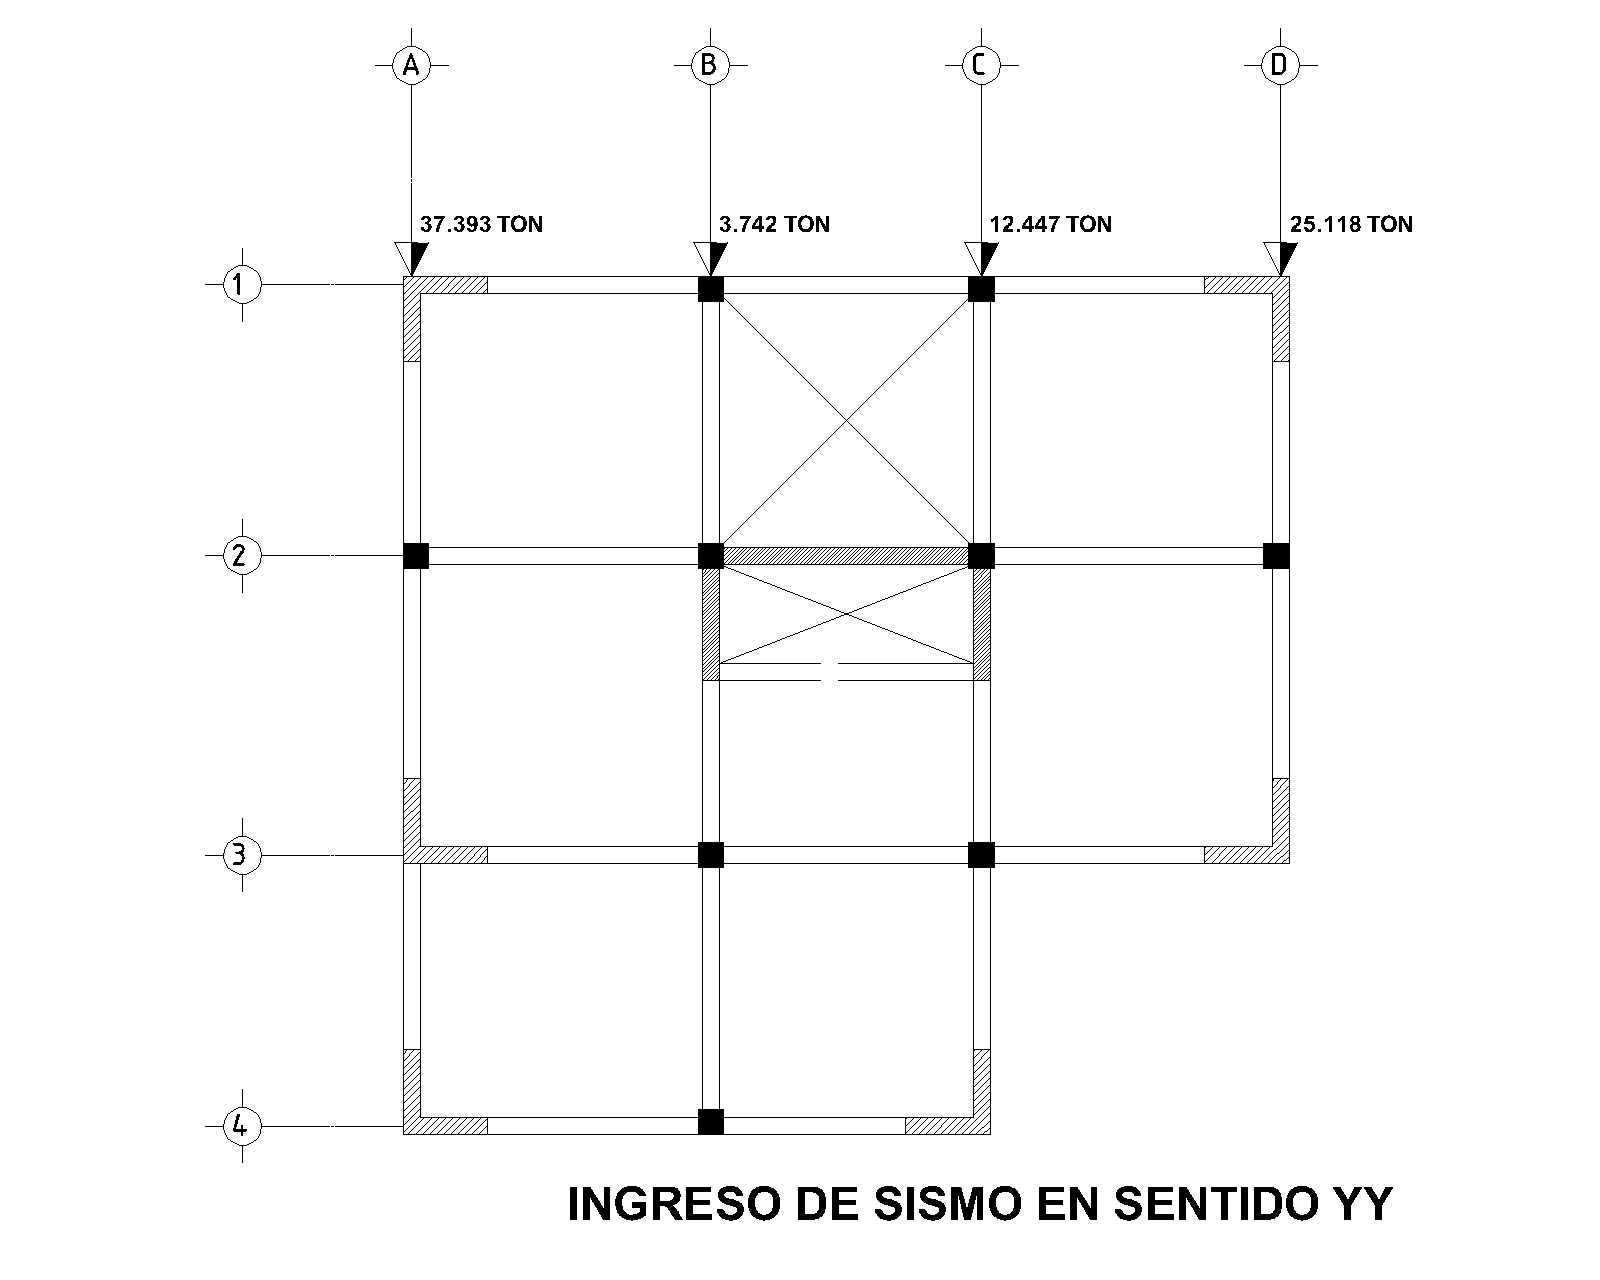 A B C D
37.393 TON 3.742 TON 12.447 TON 25.118 TON
1
2
3
4
INGRESO DE SISMO EN SENTIDO YY